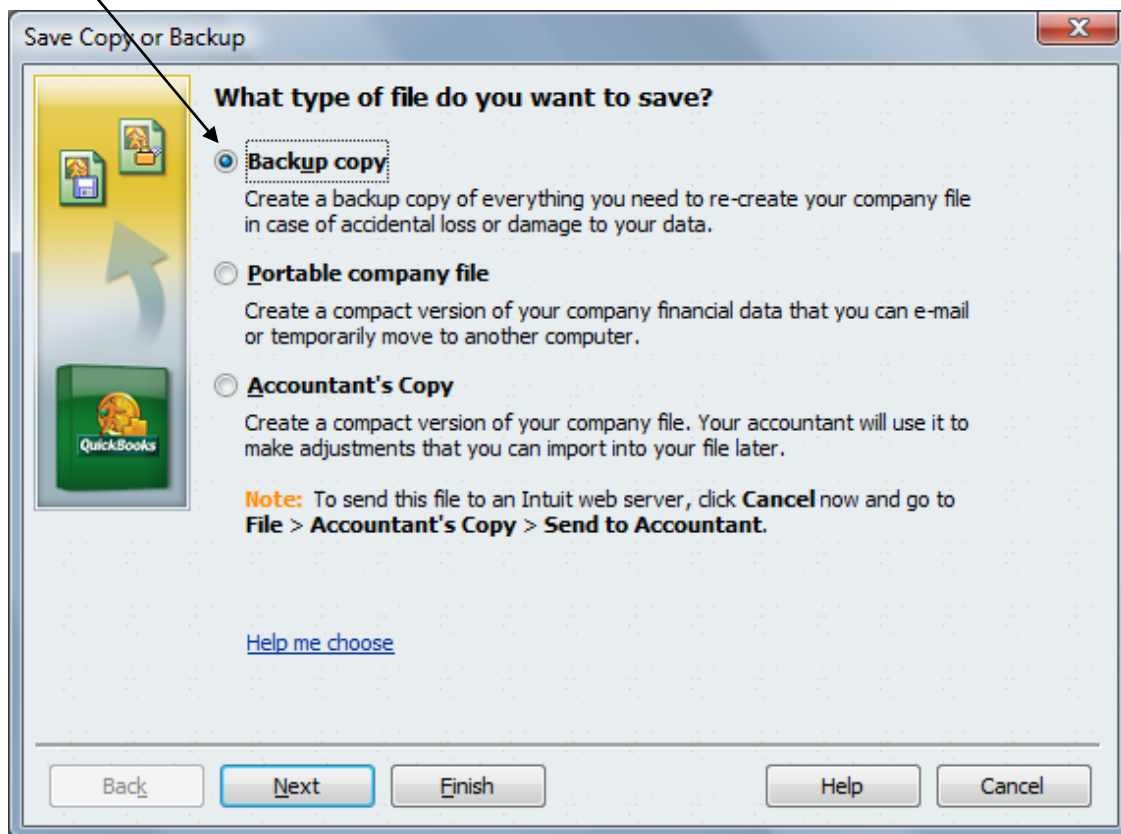 Save Copy or Backup
X
What type of file do you want to save?
Backup copy
Create a backup copy of everything you need to re-create your company file
in case of accidental loss or damage to your data.
Portable company file
Create a compact version of your company financial data that you can e-mail
or temporarily move to another computer.
Accountant's Copy
Create a compact version of your company file. Your accountant will use it to
make adjustments that you can import into your file later.
QuickBooks
Note: To send this file to an Intuit web server, click Cancel now and go to
File > Accountant's Copy > Send to Accountant.
Help me choose
Back Next Finish Help Cancel